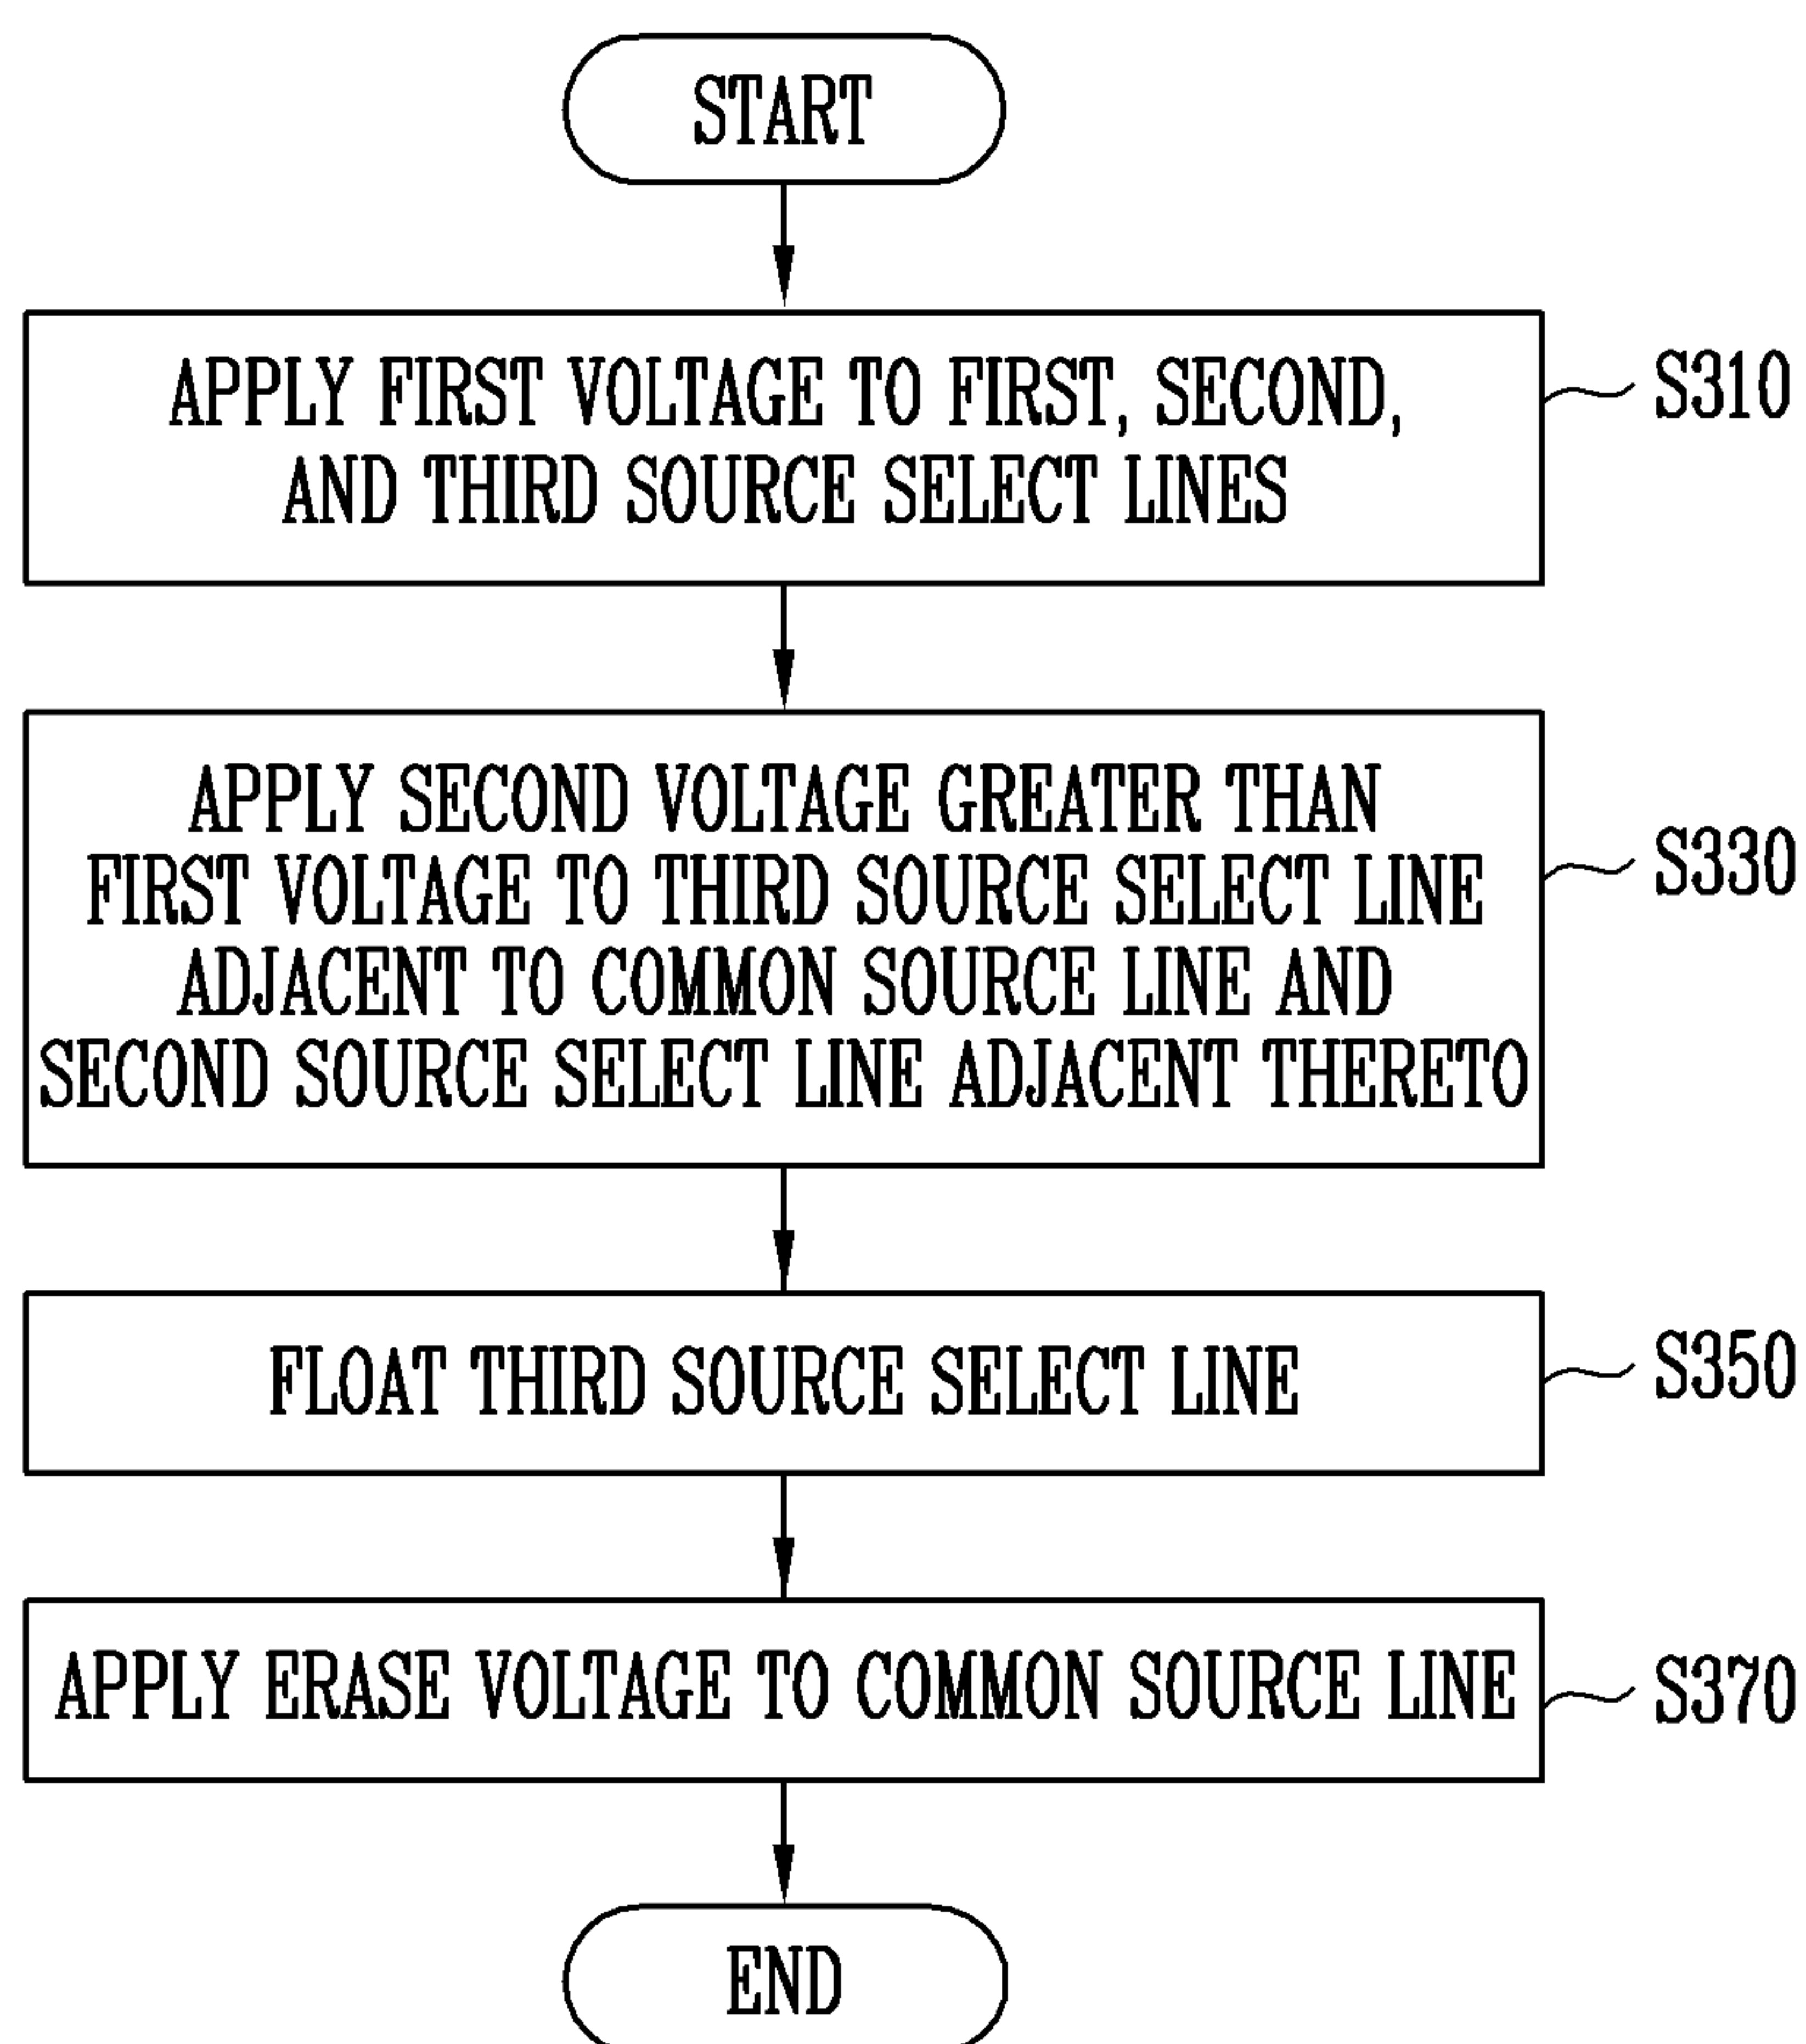 START
APPLY FIRST VOLTAGE TO FIRST, SECOND,
AND THIRD SOURCE SELECT LINES
S310
APPLY SECOND VOLTAGE GREATER THAN
FIRST VOLTAGE TO THIRD SOURCE SELECT LINE
ADJACENT TO COMMON SOURCE LINE AND
SECOND SOURCE SELECT LINE ADJACENT THERETO
S330
FLOAT THIRD SOURCE SELECT LINE
S350
APPLY ERASE VOLTAGE TO COMMON SOURCE LINE
S370
END